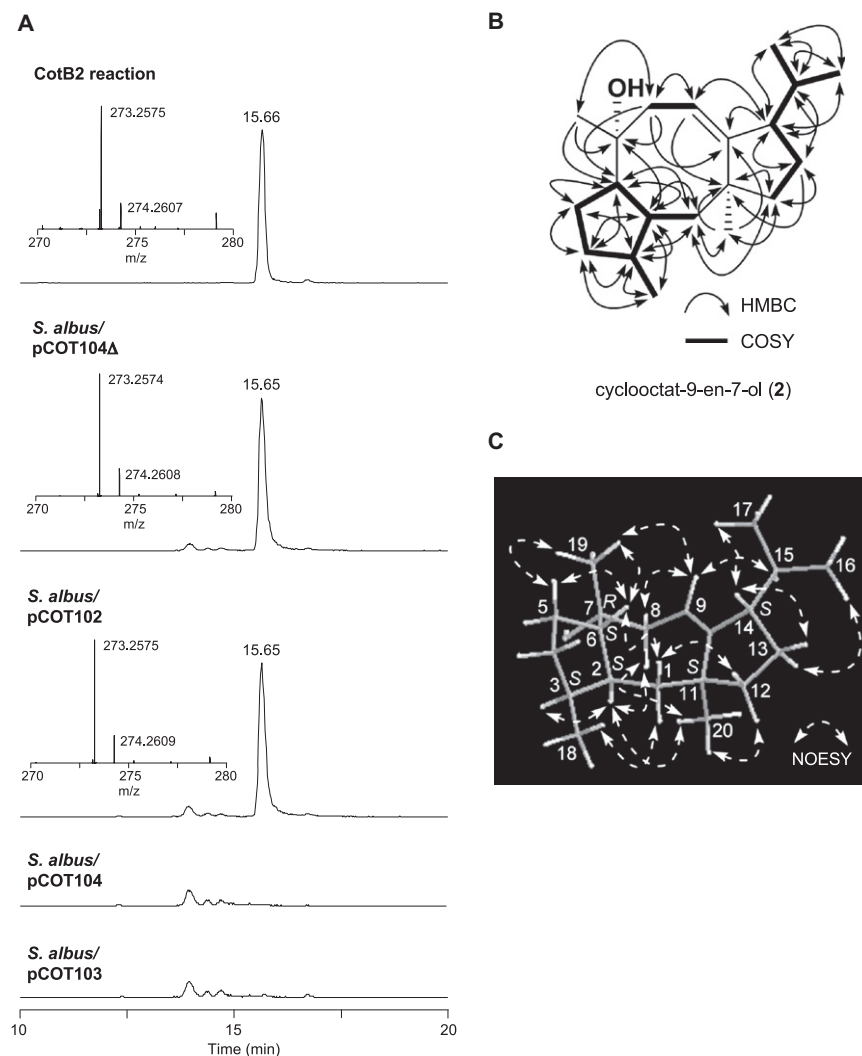 A
CotB2 reaction
273.2575
274.2607
270 275 280
m/z
15.66
S. albus/
pCOT104Δ
273.2574
274.2608
270 275 280
m/z
15.65
S. albus/
pCOT102
273.2575
274.2609
270 275 280
m/z
15.65
S. albus/
pCOT104
S. albus/
pCOT103
10 15 20
Time (min)
B
OH
HMBC
COSY
cyclooctat-9-en-7-ol (2)
C
17
19
15
16
5
7 R
8
9
6
S
14
S
13
2
S
1
S
3
11
12
20
18
NOESY